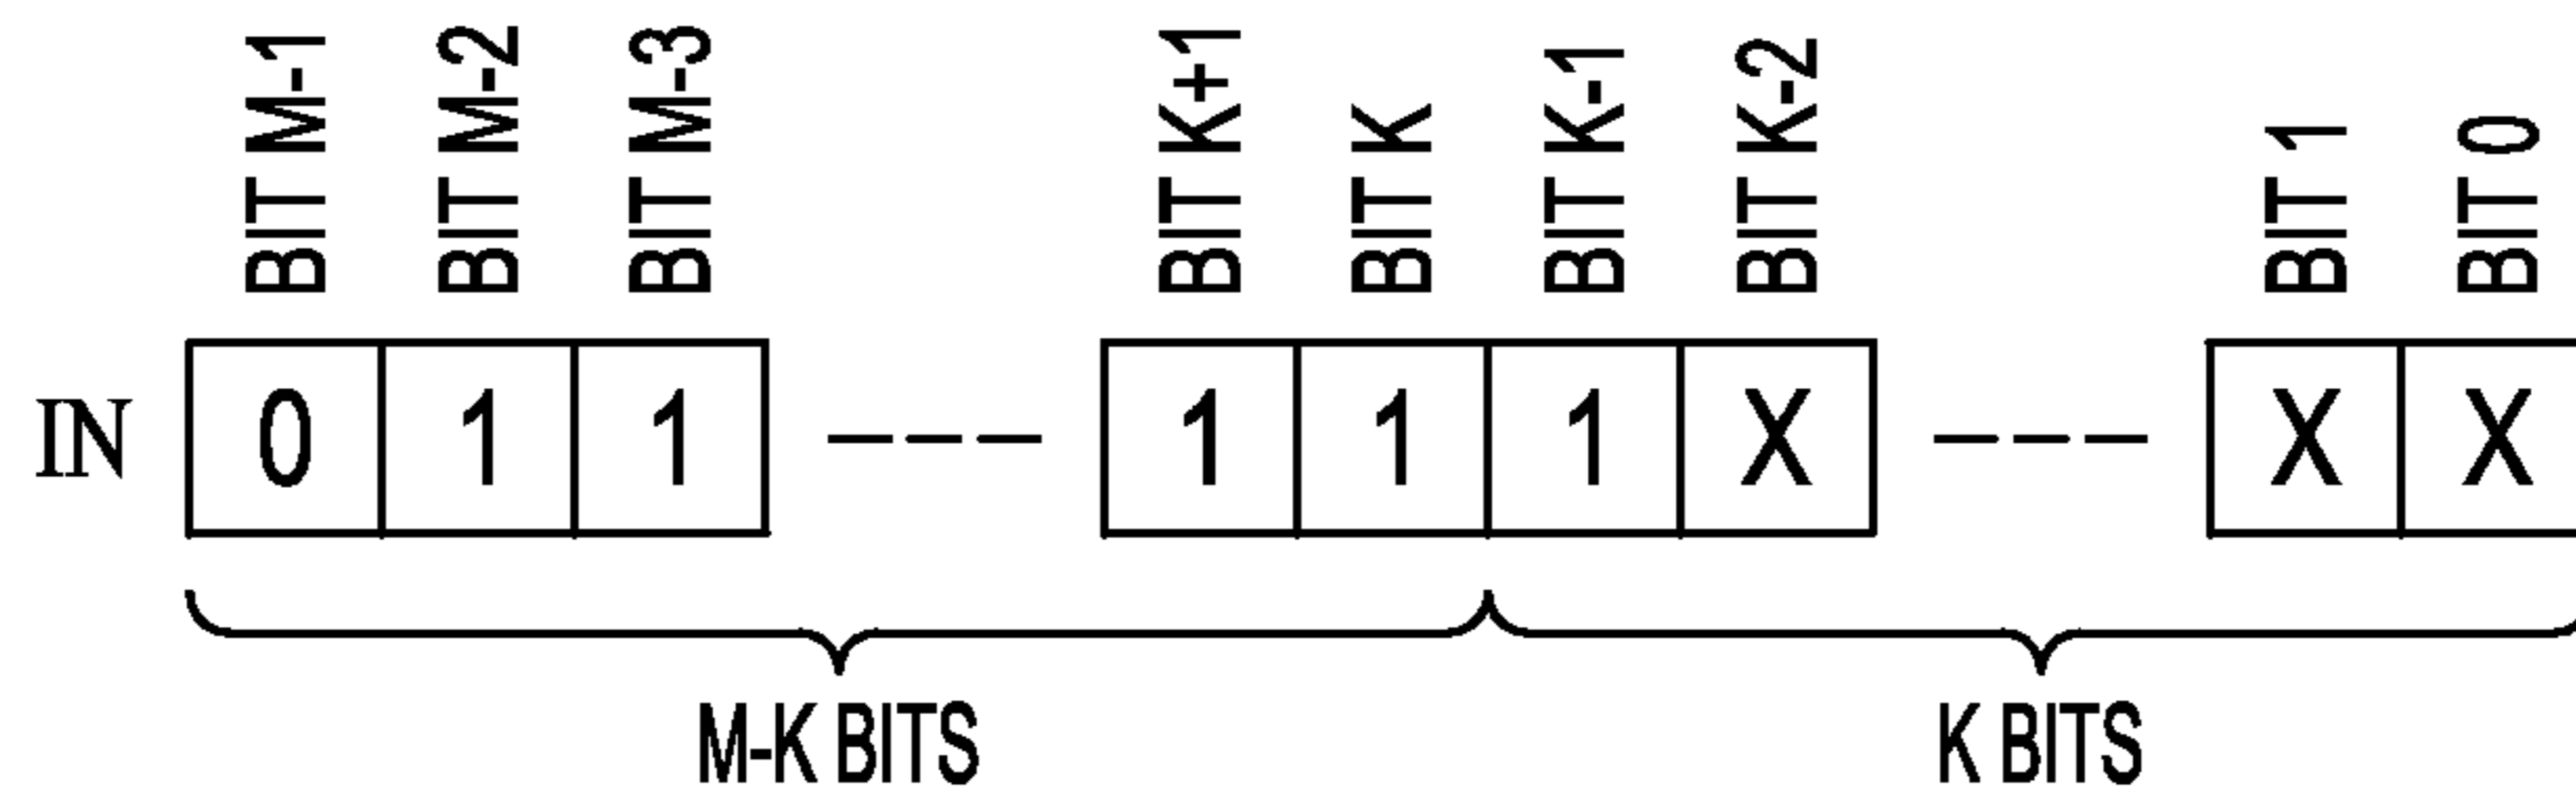 BIT M-1 BIT M-2 BIT M-3 BIT K+1 BIT K BIT K-1 BIT K-2 BIT 1 BIT 0
IN 0 1 1 --- 1 1 1 X --- X X
M-K BITS K BITS